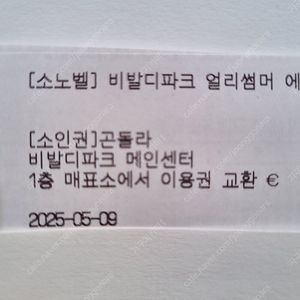 [소노벨] 비발디파크 얼리썸머 에
[소인권]곤돌라
비발디파크 메인센터
1층 매표소에서 이용권 교환 €
2025-05-09